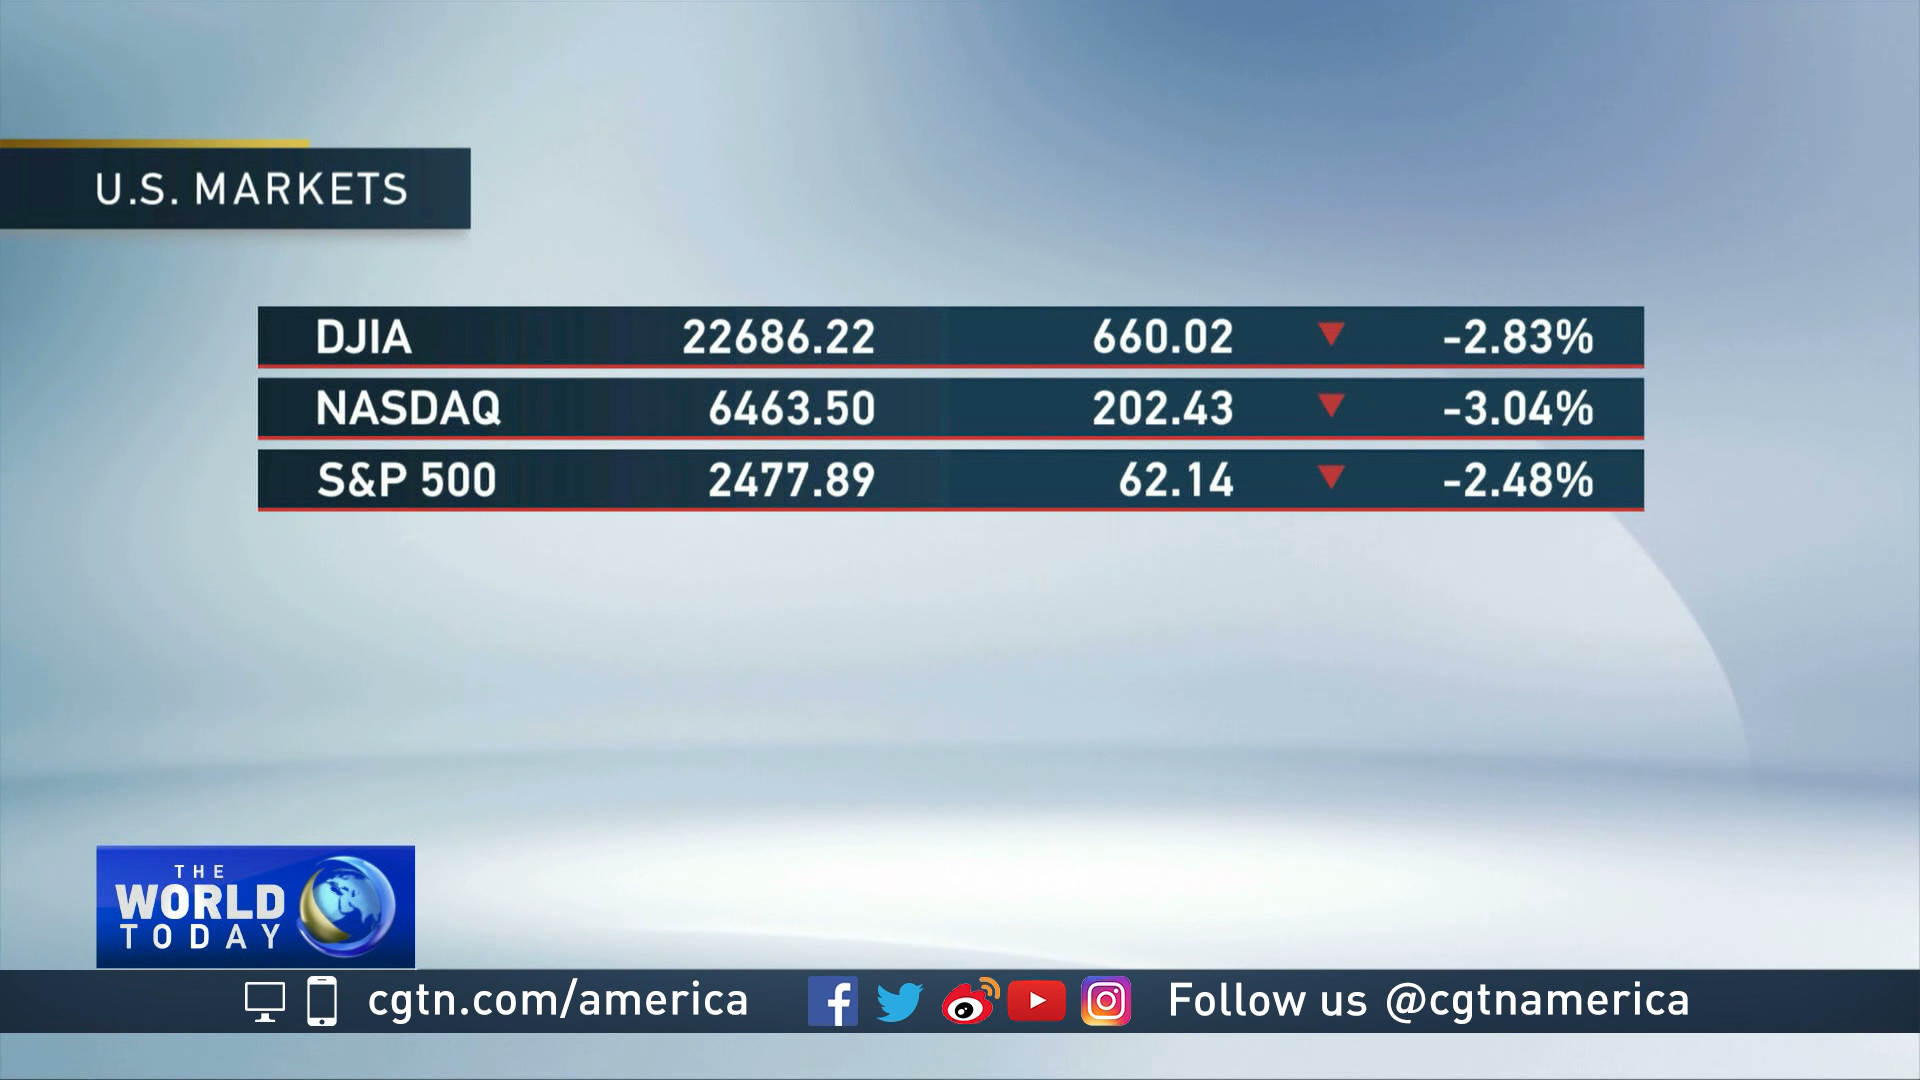 U.S. MARKETS
DJIA 22686.22 660.02 ▼ -2.83%
NASDAQ 6463.50 202.43 ▼ -3.04%
S&P 500 2477.89 62.14 ▼ -2.48%
THE
WORLD
TODAY
cgtn.com/america Follow us @cgtnamerica